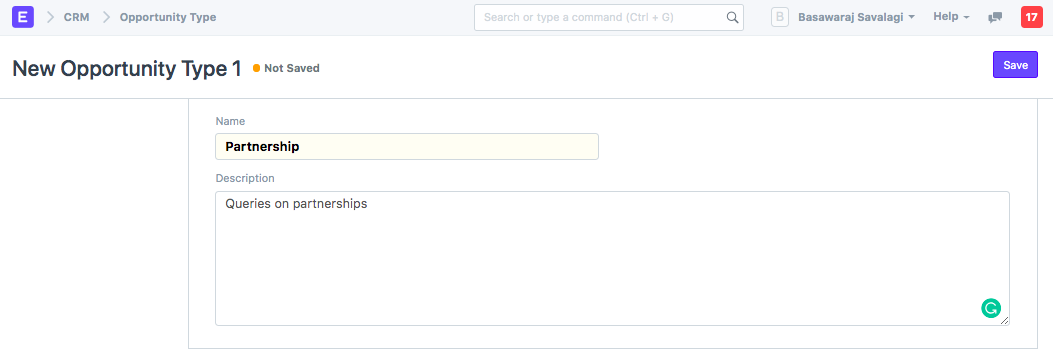 E CRM Opportunity Type Search or type a command (Ctrl + G) B Basawaraj Savalagi Help 17
New Opportunity Type 1 Not Saved Save
Name
Partnership
Description
Queries on partnerships